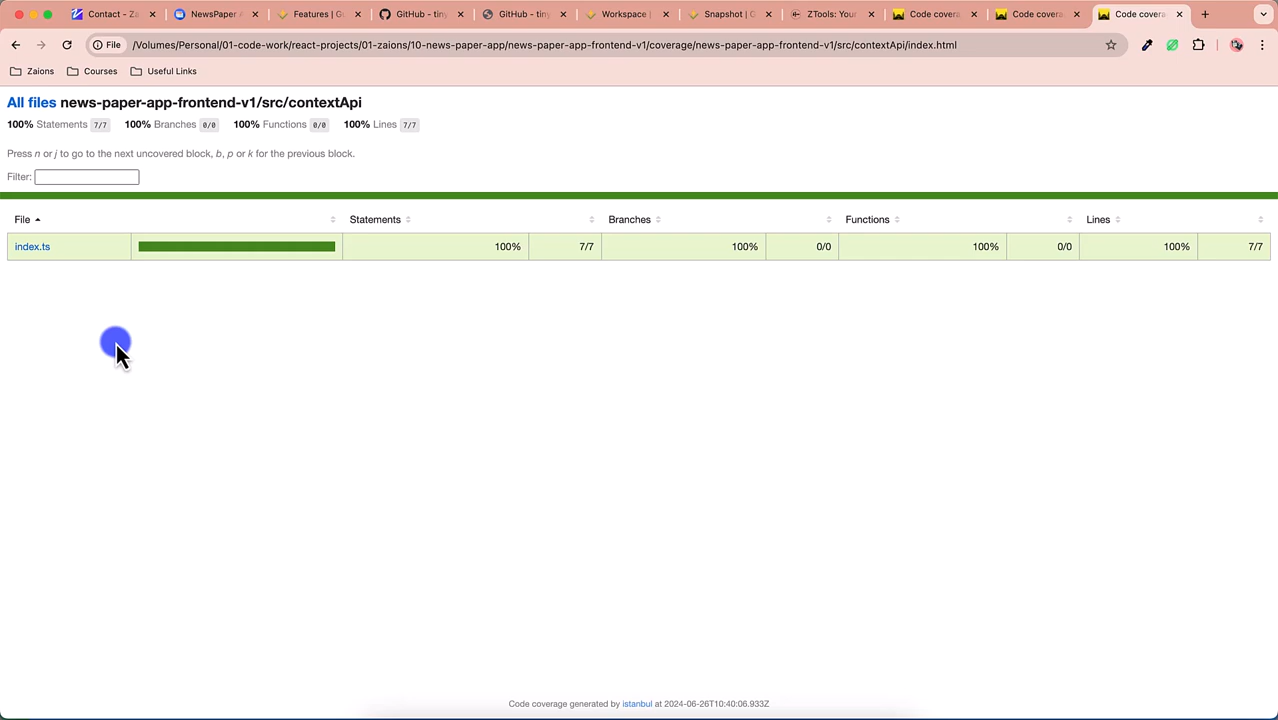 Contact - Za
NewsPaper A
Features | G
GitHub - tiny
GitHub - tiny
Workspace |
Snapshot | G
ZTools: Your
Code covera
Code covera
Code covera
File /Volumes/Personal/01-code-work/react-projects/01-zaions/10-news-paper-app/news-paper-app-frontend-v1/coverage/news-paper-app-frontend-v1/src/contextApi/index.html
Zaions Courses Useful Links
All files news-paper-app-frontend-v1/src/contextApi
100% Statements 7/7 100% Branches 0/0 100% Functions 0/0 100% Lines 7/7
Press n or j to go to the next uncovered block, b, p or k for the previous block.
Filter:
File Statements Branches Functions Lines
index.ts 100% 7/7 100% 0/0 100% 0/0 100% 7/7
Code coverage generated by istanbul at 2024-06-26T10:40:06.933Z